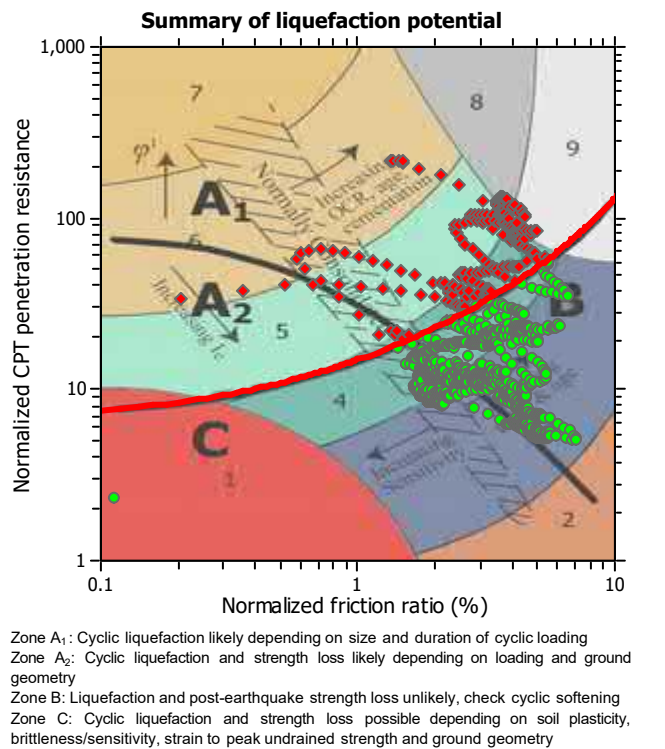 Summary of liquefaction potential
1,000
7
8
9
φ'
Increasing
OCR, age
cementation
Normally
A1
100
6
A2
B
Increasing Ic
5
Normalized CPT penetration resistance
10
4
C
Increasing
Sensitivity
1
2
1
0.1
1
10
Normalized friction ratio (%)
Zone A1: Cyclic liquefaction likely depending on size and duration of cyclic loading
Zone A2: Cyclic liquefaction and strength loss likely depending on loading and ground
geometry
Zone B: Liquefaction and post-earthquake strength loss unlikely, check cyclic softening
Zone C: Cyclic liquefaction and strength loss possible depending on soil plasticity,
brittleness/sensitivity, strain to peak undrained strength and ground geometry